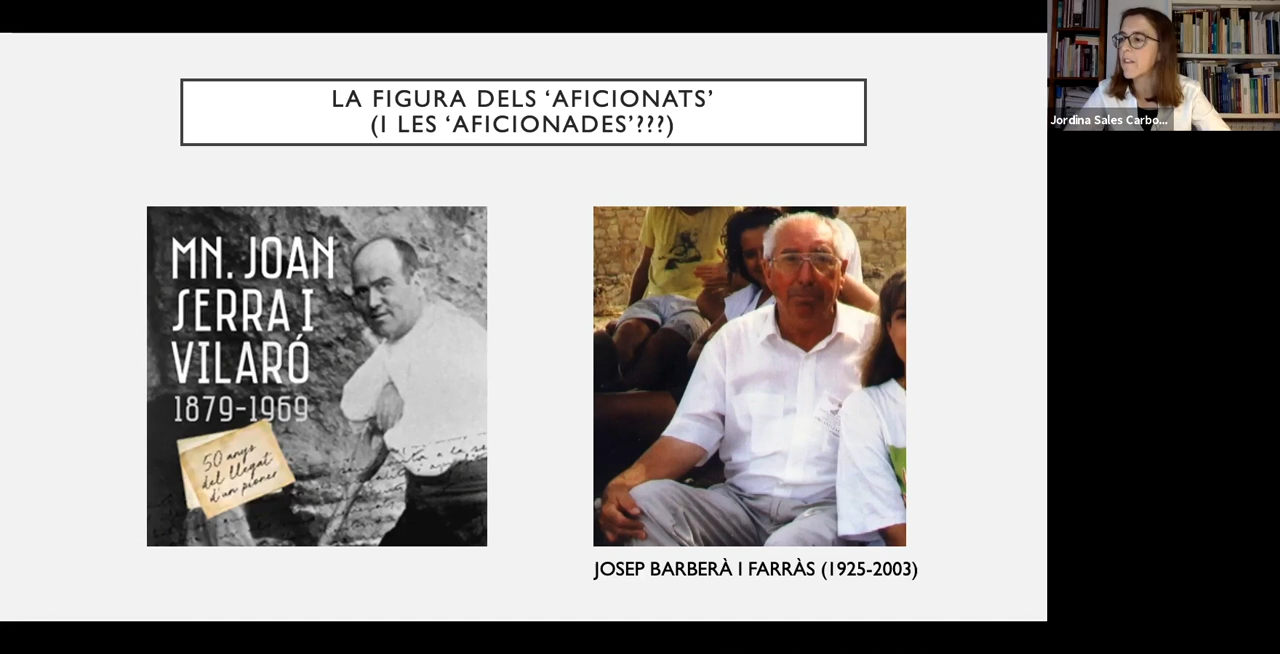 LA FIGURA DELS ‘AFICIONATS’
(I LES ‘AFICIONADES’???)
MN. JOAN
SERRA I
VILARÓ
1879-1969
50 anys
del llegat
d'un pioner
JOSEP BARBERÀ I FARRÀS (1925-2003)
Jordina Sales Carbo...